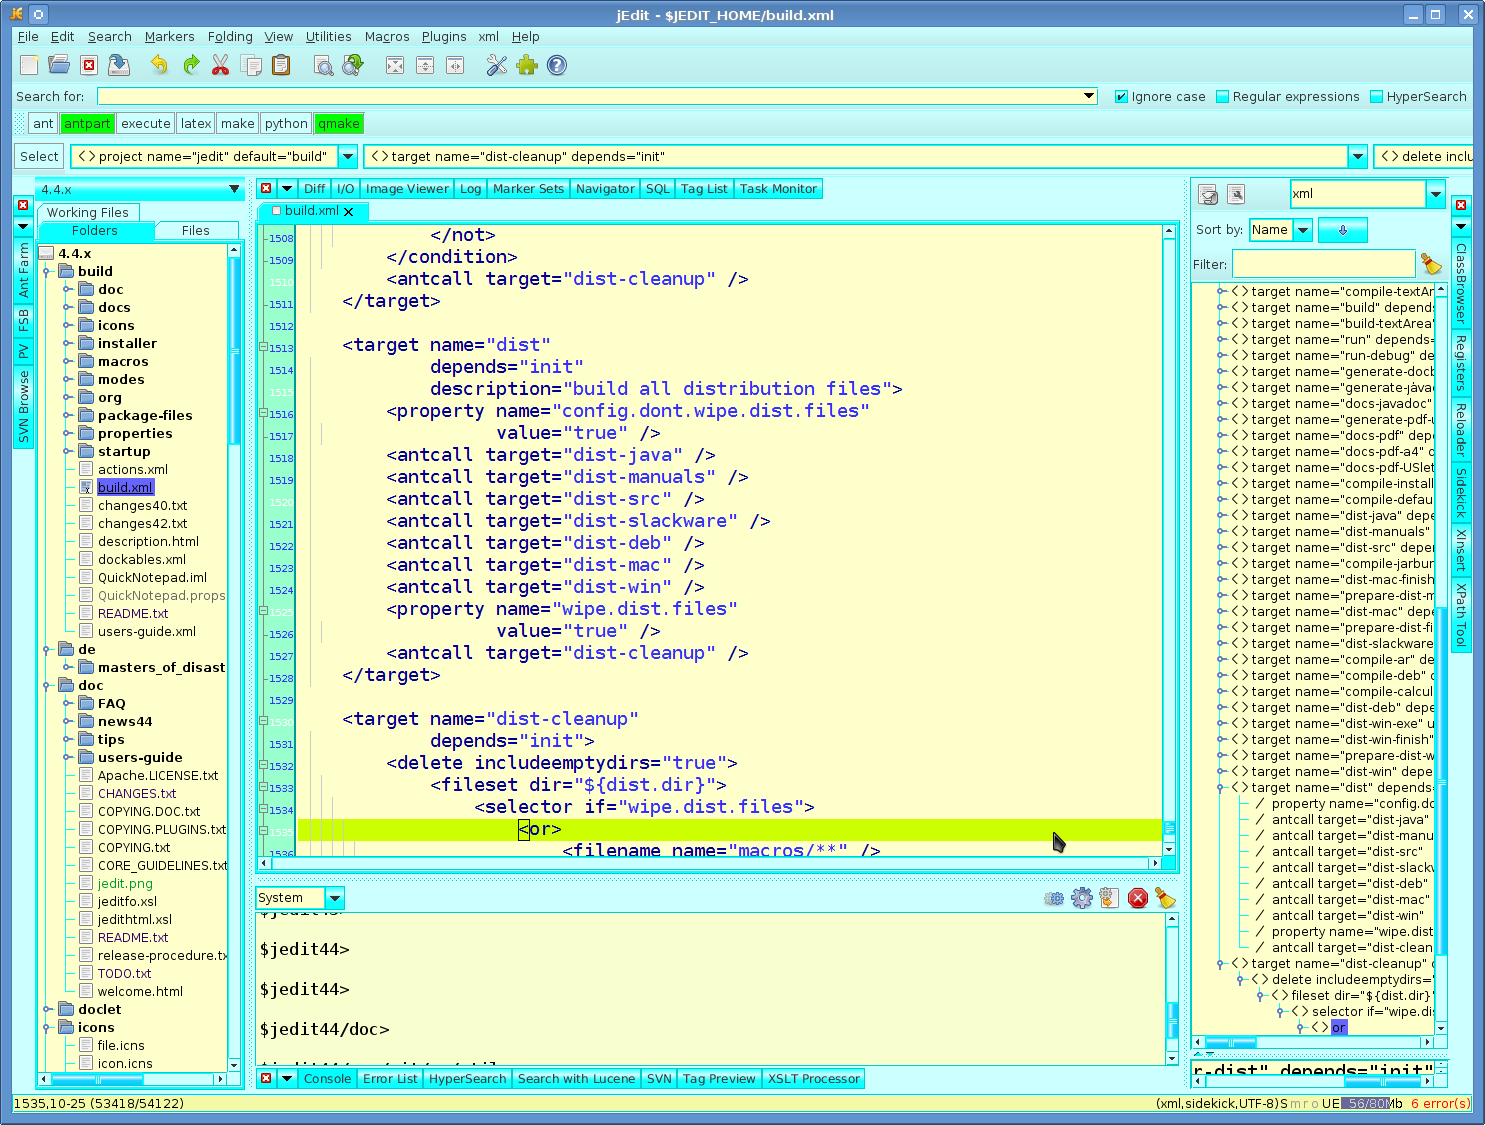 jEdit - $JEDIT_HOME/build.xml
File Edit Search Markers Folding View Utilities Macros Plugins xml Help
Search for: Ignore case Regular expressions HyperSearch
ant antpart execute latex make python qmake
Select <> project name="jedit" default="build" <> target name="dist-cleanup" depends="init" <> delete inclu
4.4.x
Working Files
Folders Files
Ant Farm
FSB
PV
SVN Browse
4.4.x
build
doc
docs
icons
installer
macros
modes
org
package-files
properties
startup
actions.xml
build.xml
changes40.txt
changes42.txt
description.html
dockables.xml
QuickNotepad.iml
QuickNotepad.props
README.txt
users-guide.xml
de
masters_of_disast
doc
FAQ
news44
tips
users-guide
Apache.LICENSE.txt
CHANGES.txt
COPYING.DOC.txt
COPYING.PLUGINS.txt
COPYING.txt
CORE_GUIDELINES.txt
jedit.png
jeditfo.xsl
jedithtml.xsl
README.txt
release-procedure.tx
TODO.txt
welcome.html
doclet
icons
file.icns
icon.icns
Diff I/O Image Viewer Log Marker Sets Navigator SQL Tag List Task Monitor
build.xml
1508 </not>
1509 </condition>
1510 <antcall target="dist-cleanup" />
1511 </target>
1512
1513 <target name="dist"
1514 depends="init"
1515 description="build all distribution files">
1516 <property name="config.dont.wipe.dist.files"
1517 value="true" />
1518 <antcall target="dist-java" />
1519 <antcall target="dist-manuals" />
1520 <antcall target="dist-src" />
1521 <antcall target="dist-slackware" />
1522 <antcall target="dist-deb" />
1523 <antcall target="dist-mac" />
1524 <antcall target="dist-win" />
1525 <property name="wipe.dist.files"
1526 value="true" />
1527 <antcall target="dist-cleanup" />
1528 </target>
1529
1530 <target name="dist-cleanup"
1531 depends="init">
1532 <delete includeemptydirs="true">
1533 <fileset dir="${dist.dir}">
1534 <selector if="wipe.dist.files">
1535 <or>
1536 <filename name="macros/**" />
System
$jedit44>
$jedit44>
$jedit44/doc>
Console Error List HyperSearch Search with Lucene SVN Tag Preview XSLT Processor
xml
Sort by: Name
Filter:
<> target name="compile-textAr
<> target name="build" depend
<> target name="build-textArea"
<> target name="run" depends=
<> target name="run-debug" de
<> target name="generate-docb
<> target name="generate-java
<> target name="docs-javadoc"
<> target name="generate-pdf-
<> target name="docs-pdf" dep
<> target name="docs-pdf-a4" d
<> target name="docs-pdf-USlet
<> target name="compile-install
<> target name="compile-defau
<> target name="dist-java" depe
<> target name="dist-manuals"
<> target name="dist-src" deper
<> target name="compile-jarbur
<> target name="dist-mac-finish
<> target name="prepare-dist-m
<> target name="dist-mac" depe
<> target name="prepare-dist-fi
<> target name="dist-slackware
<> target name="compile-ar" de
<> target name="compile-deb" d
<> target name="compile-calcul
<> target name="dist-deb" depe
<> target name="dist-win-exe" u
<> target name="dist-win-finish"
<> target name="prepare-dist-w
<> target name="dist-win" depe
<> target name="dist" depends=
/ property name="config.do
/ antcall target="dist-java"
/ antcall target="dist-manu
/ antcall target="dist-src"
/ antcall target="dist-slackw
/ antcall target="dist-deb"
/ antcall target="dist-mac"
/ antcall target="dist-win"
/ property name="wipe.dist
/ antcall target="dist-clean
<> target name="dist-cleanup" d
<> delete includeemptydirs="
<> fileset dir="${dist.dir}"
<> selector if="wipe.di
<> or
r-dist" depends="init"
ClassBrowser
Registers
Reloader
Sidekick
XInsert
XPath Tool
1535,10-25 (53418/54122) (xml,sidekick,UTF-8)S m r o UE 56/80Mb 6 error(s)